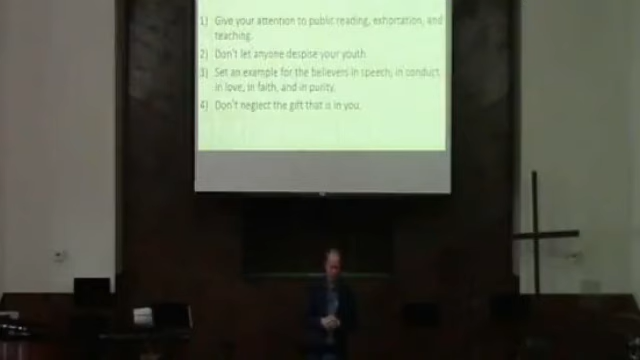 1) Give your attention to public reading, exhortation, and
teaching.
2) Don't let anyone despise your youth
3) Set an example for the believers in speech, in conduct,
in love, in faith, and in purity.
4) Don't neglect the gift that is in you.